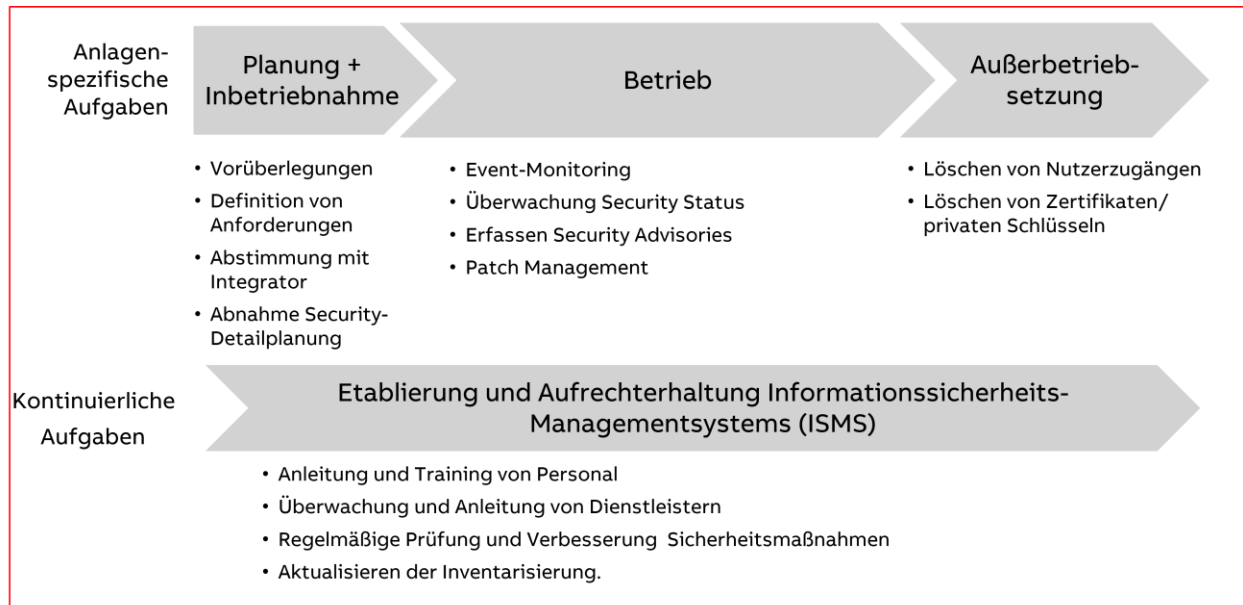 Anlagen-
spezifische
Aufgaben
Planung +
Inbetriebnahme
Betrieb
Außerbetrieb-
setzung
• Vorüberlegungen
• Definition von
Anforderungen
• Abstimmung mit
Integrator
• Abnahme Security-
Detailplanung
• Event-Monitoring
• Überwachung Security Status
• Erfassen Security Advisories
• Patch Management
• Löschen von Nutzerzugängen
• Löschen von Zertifikaten/
privaten Schlüsseln
Kontinuierliche
Aufgaben
Etablierung und Aufrechterhaltung Informationssicherheits-
Managementsystems (ISMS)
• Anleitung und Training von Personal
• Überwachung und Anleitung von Dienstleistern
• Regelmäßige Prüfung und Verbesserung  Sicherheitsmaßnahmen
• Aktualisieren der Inventarisierung.